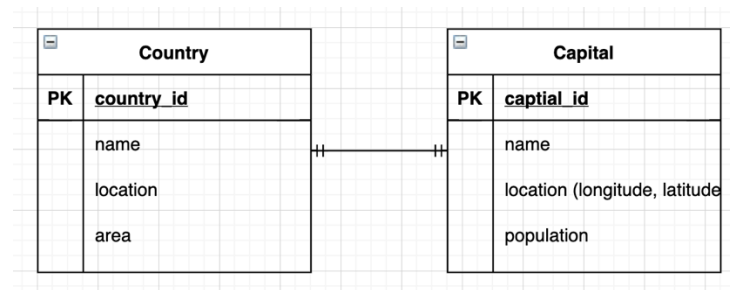 Country
PK country_id
name
location
area
Capital
PK captial_id
name
location (longitude, latitude
population